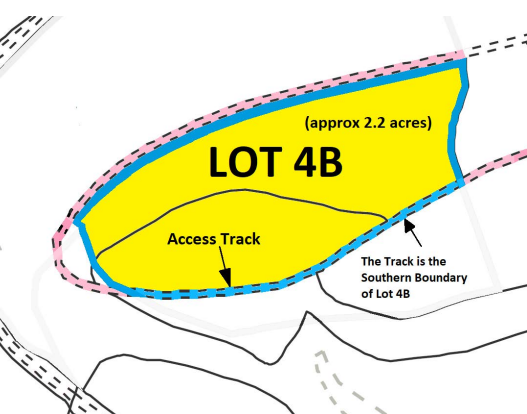 (approx 2.2 acres)
LOT 4B
Access Track
The Track is the
Southern Boundary
of Lot 4B